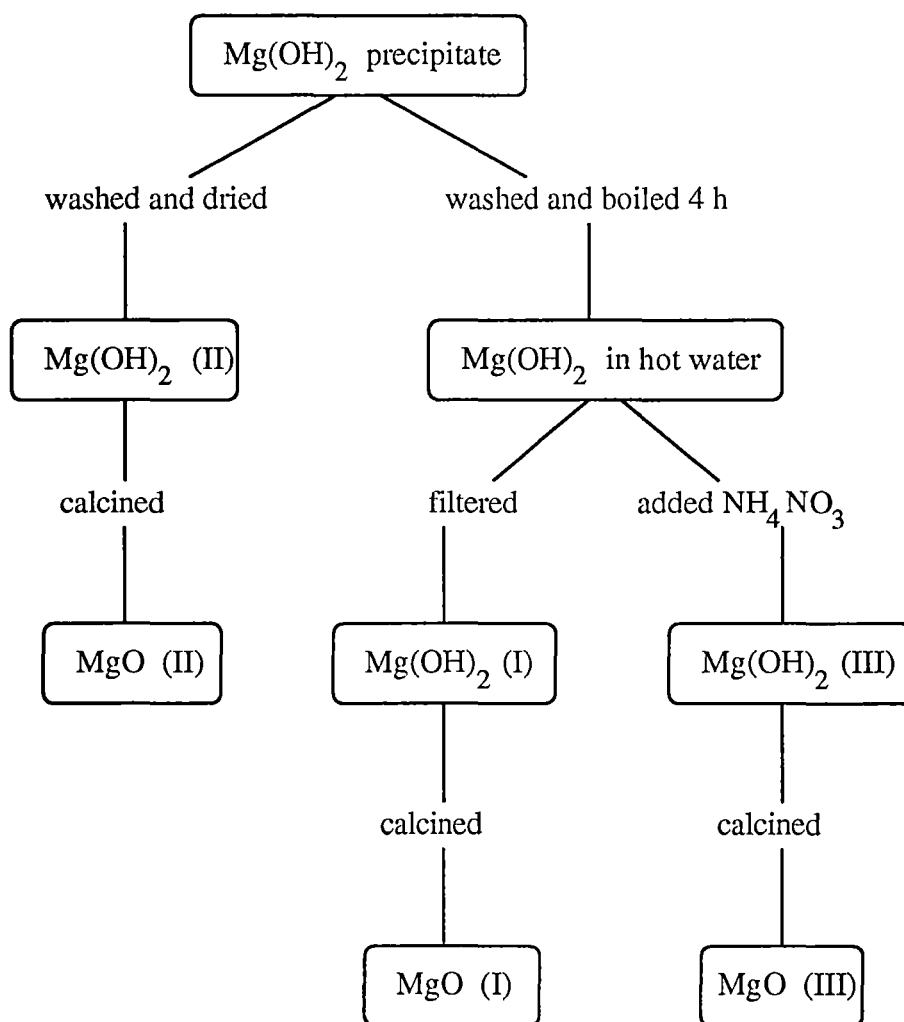 Mg(OH)2 precipitate
washed and dried
washed and boiled 4 h
Mg(OH)2 (II)
Mg(OH)2 in hot water
calcined
filtered
added NH4NO3
MgO (II)
Mg(OH)2 (I)
Mg(OH)2 (III)
calcined
calcined
MgO (I)
MgO (III)